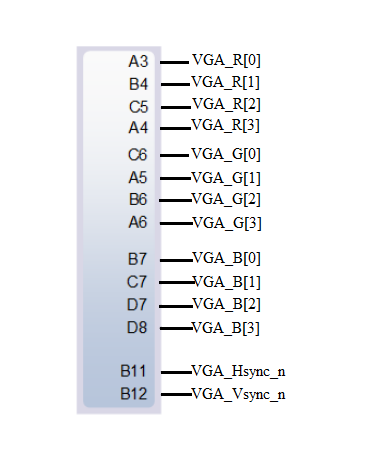 A3 VGA_R[0]
B4 VGA_R[1]
C5 VGA_R[2]
A4 VGA_R[3]
C6 VGA_G[0]
A5 VGA_G[1]
B6 VGA_G[2]
A6 VGA_G[3]
B7 VGA_B[0]
C7 VGA_B[1]
D7 VGA_B[2]
D8 VGA_B[3]
B11 VGA_Hsync_n
B12 VGA_Vsync_n